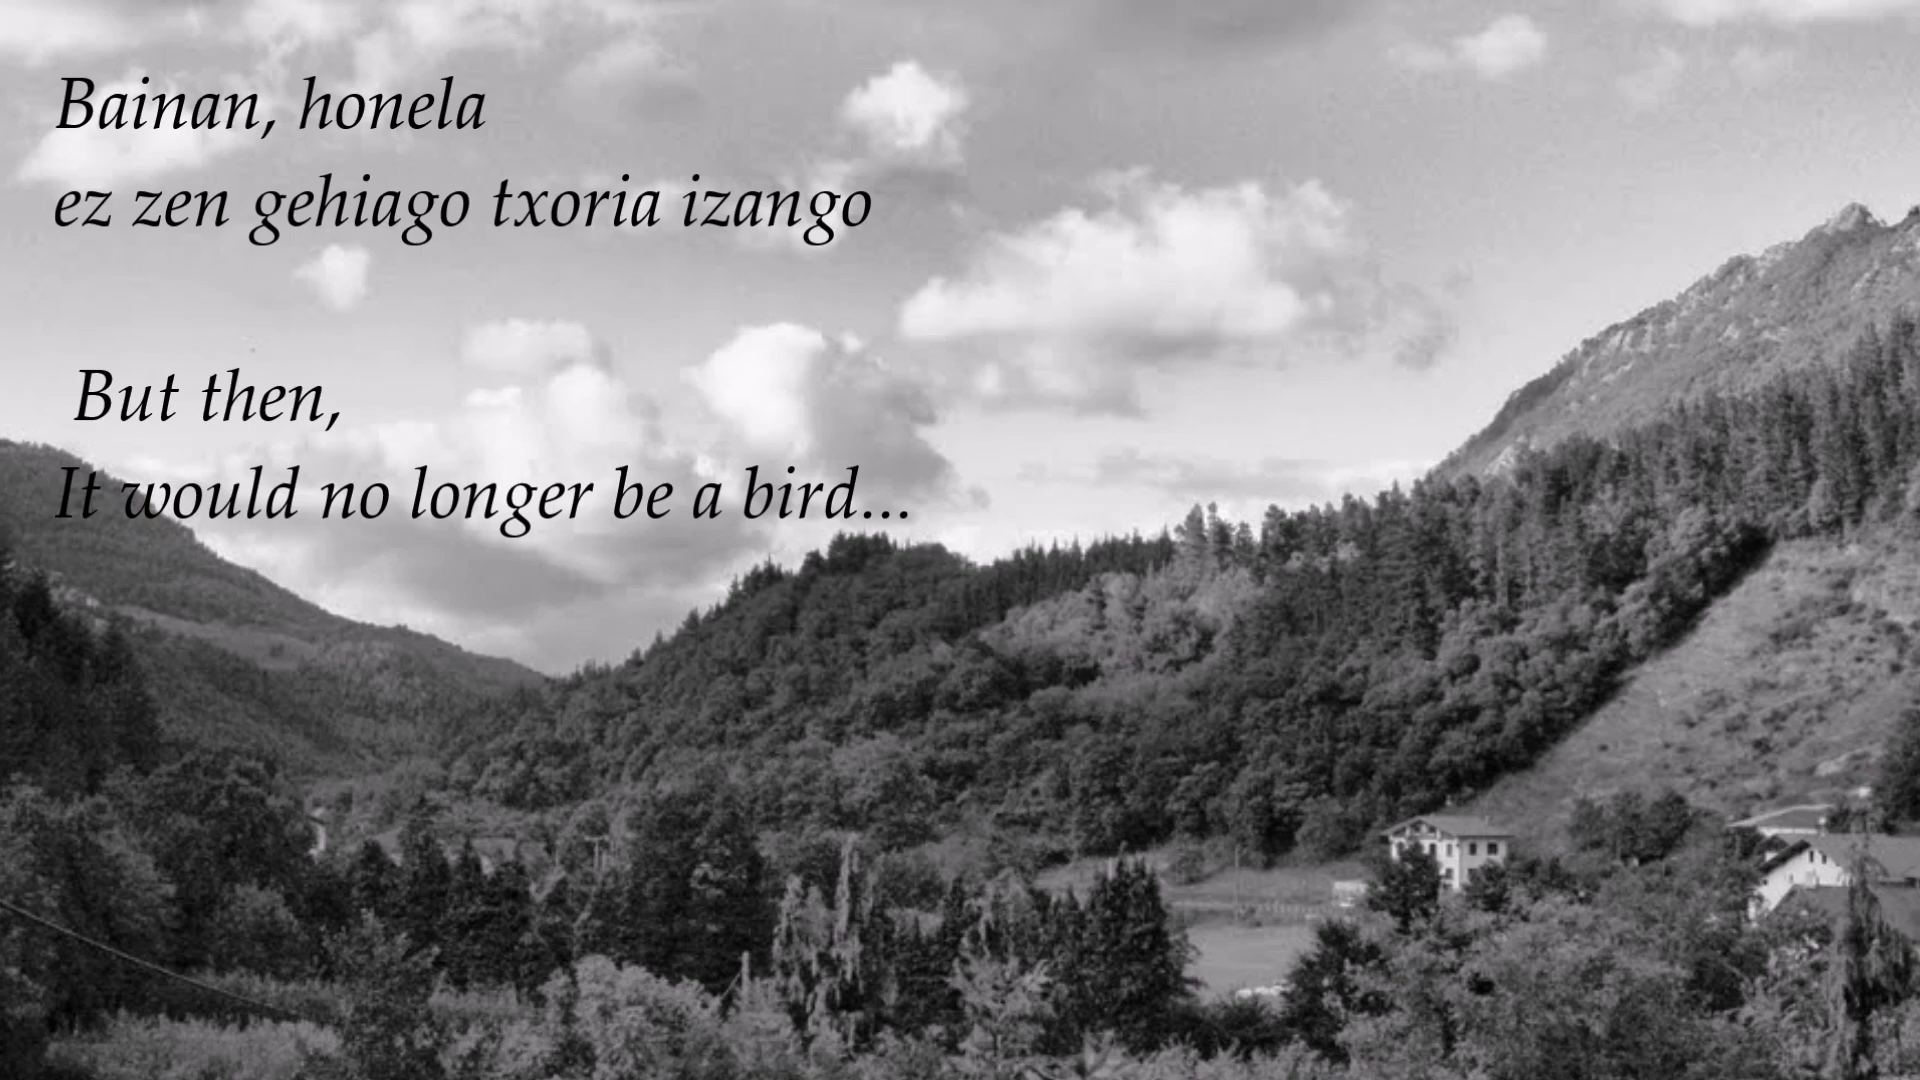 Bainan, honela
ez zen gehiago txoria izango
But then,
It would no longer be a bird...